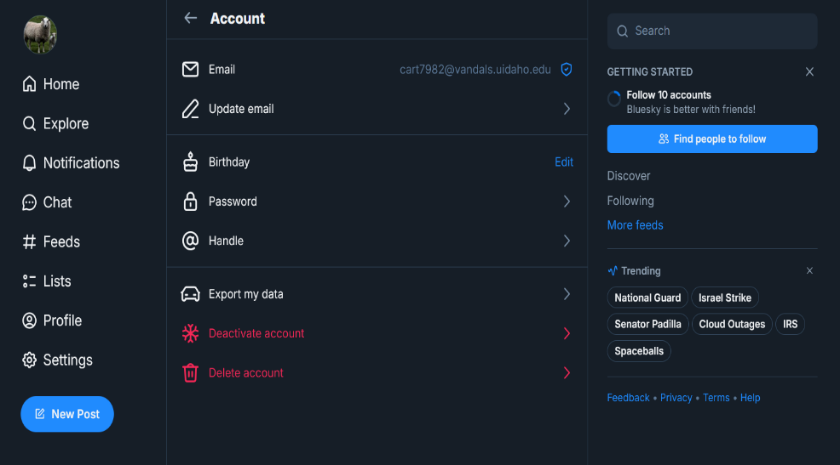 Home
Explore
Notifications
Chat
Feeds
Lists
Profile
Settings
New Post
Account
Email
cart7982@vandals.uidaho.edu
Update email
Birthday
Edit
Password
Handle
Export my data
Deactivate account
Delete account
Search
GETTING STARTED
Follow 10 accounts
Bluesky is better with friends!
Find people to follow
Discover
Following
More feeds
Trending
National Guard
Israel Strike
Senator Padilla
Cloud Outages
IRS
Spaceballs
Feedback • Privacy • Terms • Help